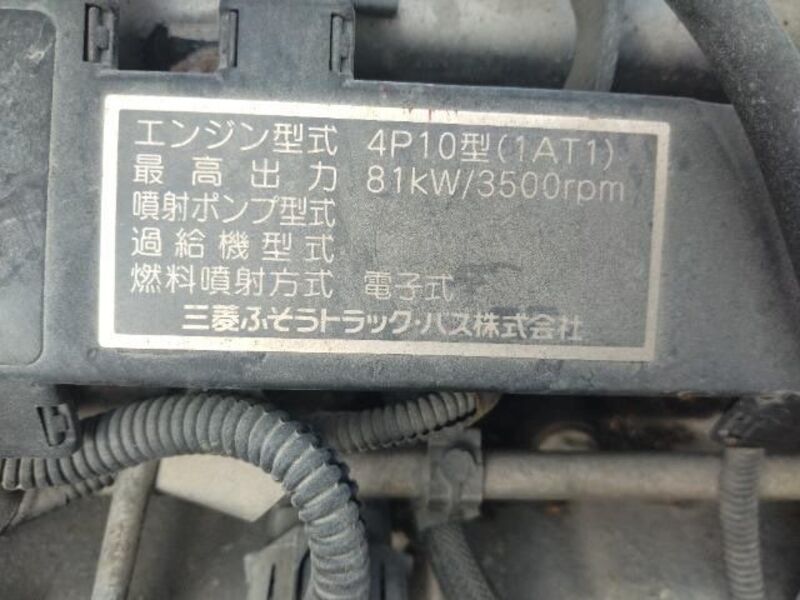 エンジン型式 4P10型(1AT1)
最高出力 81kW/3500rpm
噴射ポンプ型式
過給機型式
燃料噴射方式 電子式
三菱ふそうトラック・バス株式会社